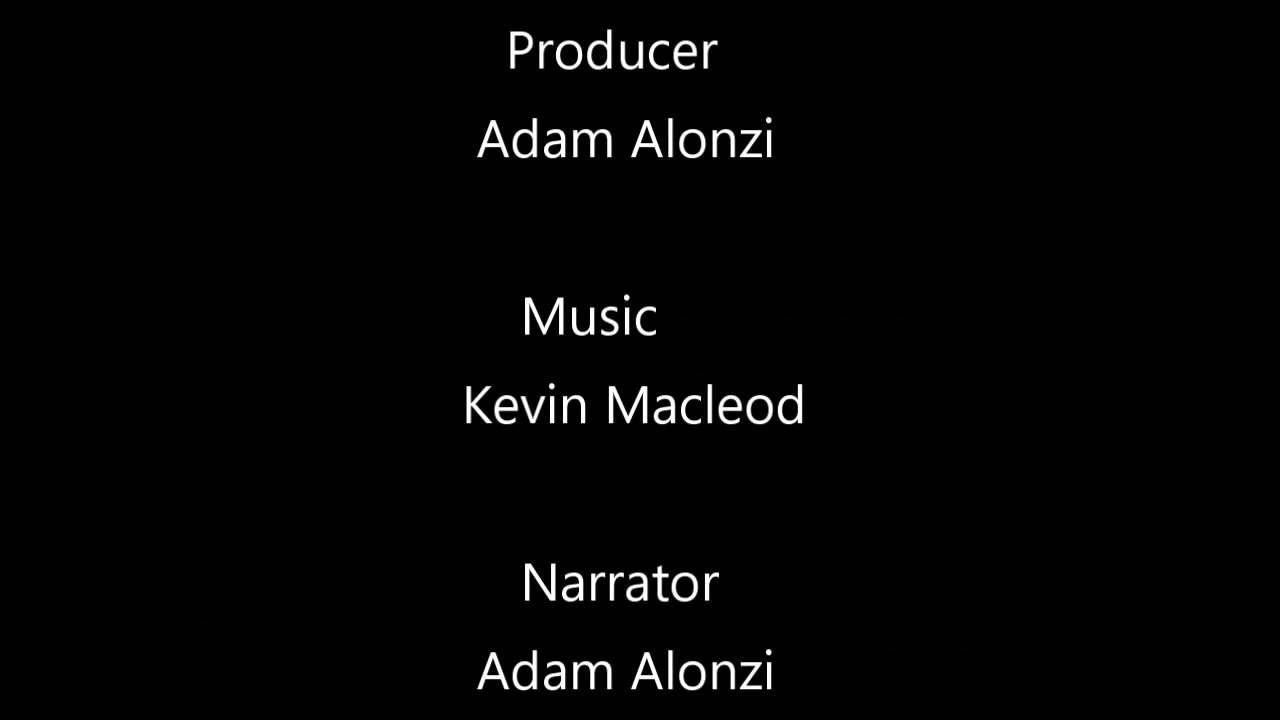 Producer
Adam Alonzi
Music
Kevin Macleod
Narrator
Adam Alonzi